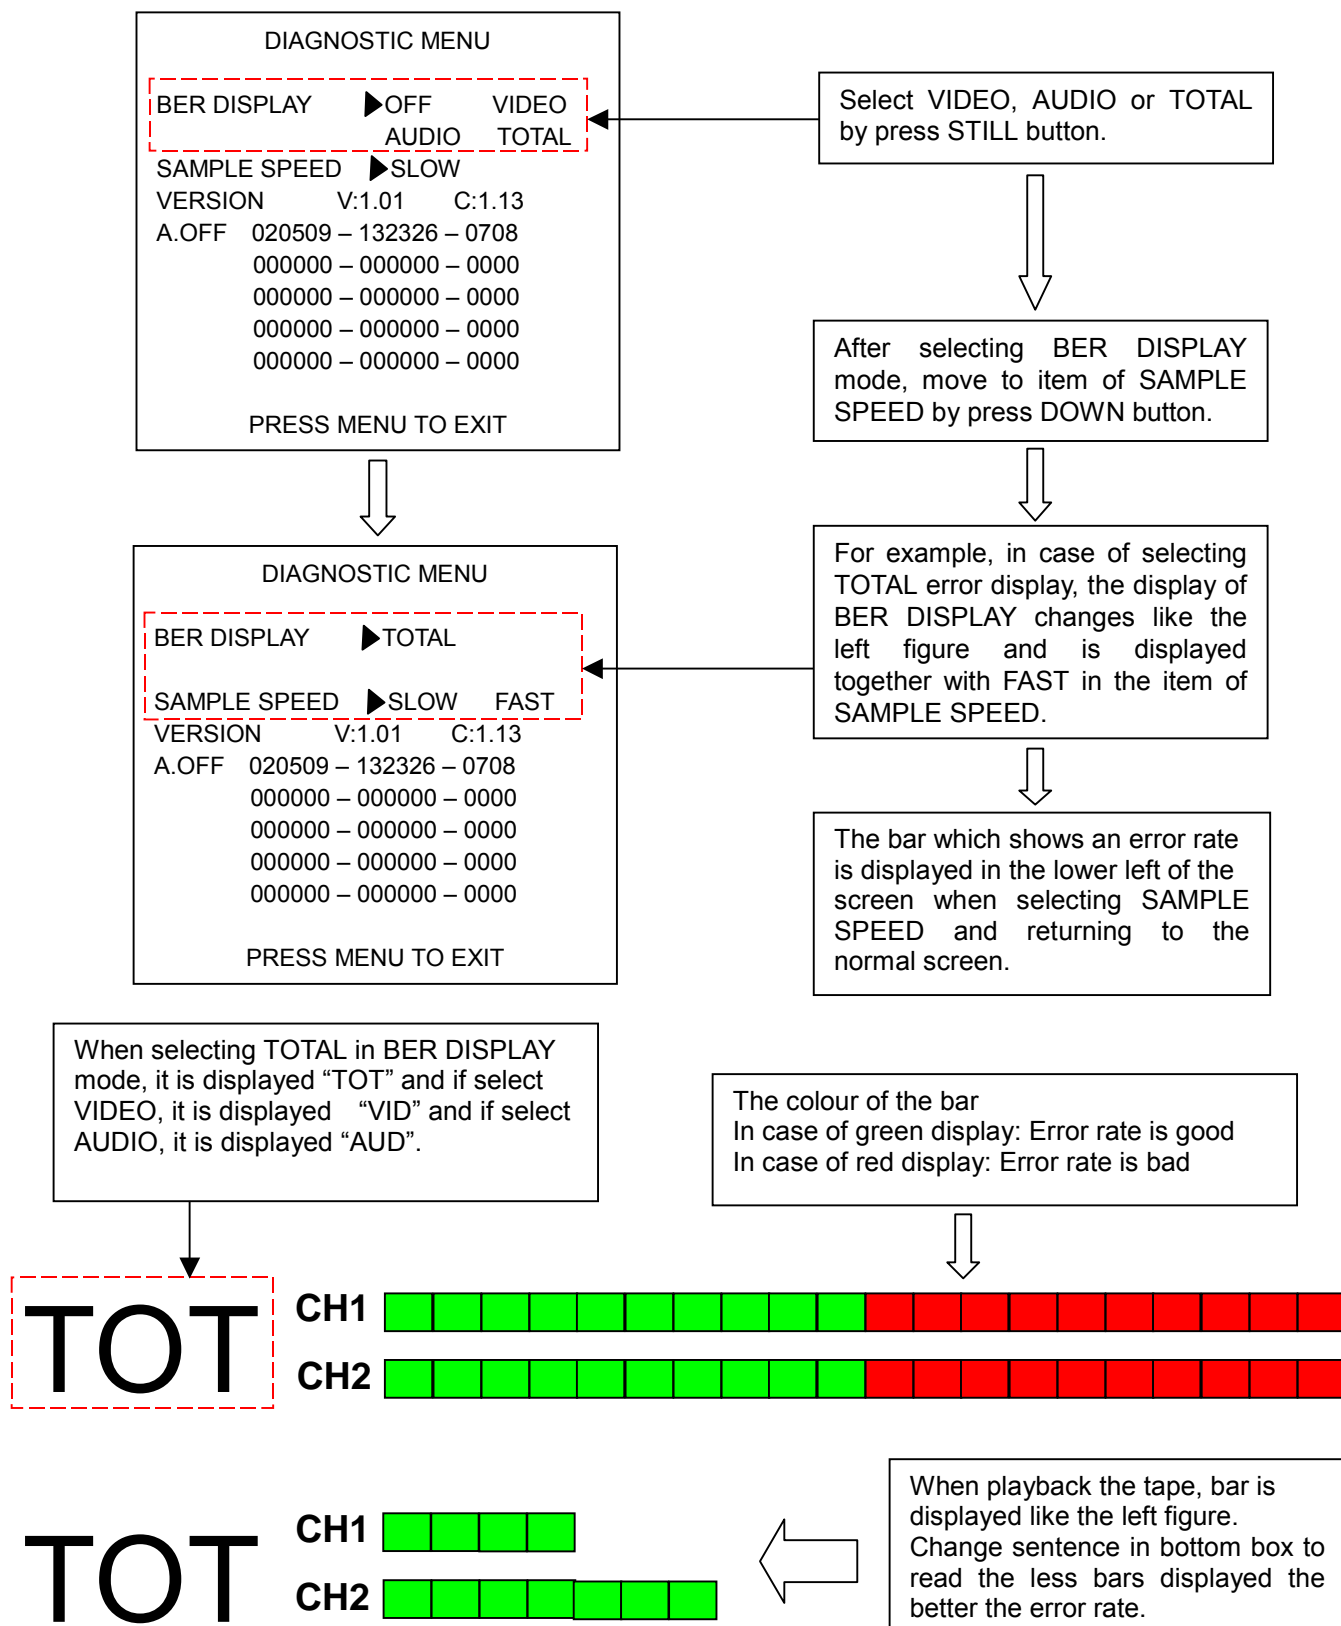 DIAGNOSTIC MENU
BER DISPLAY ▶OFF VIDEO
AUDIO TOTAL
SAMPLE SPEED ▶SLOW
VERSION V:1.01 C:1.13
A.OFF 020509 – 132326 – 0708
000000 – 000000 – 0000
000000 – 000000 – 0000
000000 – 000000 – 0000
000000 – 000000 – 0000
PRESS MENU TO EXIT
Select VIDEO, AUDIO or TOTAL
by press STILL button.
After selecting BER DISPLAY
mode, move to item of SAMPLE
SPEED by press DOWN button.
DIAGNOSTIC MENU
BER DISPLAY ▶TOTAL
SAMPLE SPEED ▶SLOW FAST
VERSION V:1.01 C:1.13
A.OFF 020509 – 132326 – 0708
000000 – 000000 – 0000
000000 – 000000 – 0000
000000 – 000000 – 0000
000000 – 000000 – 0000
PRESS MENU TO EXIT
For example, in case of selecting
TOTAL error display, the display of
BER DISPLAY changes like the
left figure and is displayed
together with FAST in the item of
SAMPLE SPEED.
The bar which shows an error rate
is displayed in the lower left of the
screen when selecting SAMPLE
SPEED and returning to the
normal screen.
When selecting TOTAL in BER DISPLAY
mode, it is displayed “TOT” and if select
VIDEO, it is displayed “VID” and if select
AUDIO, it is displayed “AUD”.
The colour of the bar
In case of green display: Error rate is good
In case of red display: Error rate is bad
TOT
CH1
CH2
TOT
CH1
CH2
When playback the tape, bar is
displayed like the left figure.
Change sentence in bottom box to
read the less bars displayed the
better the error rate.